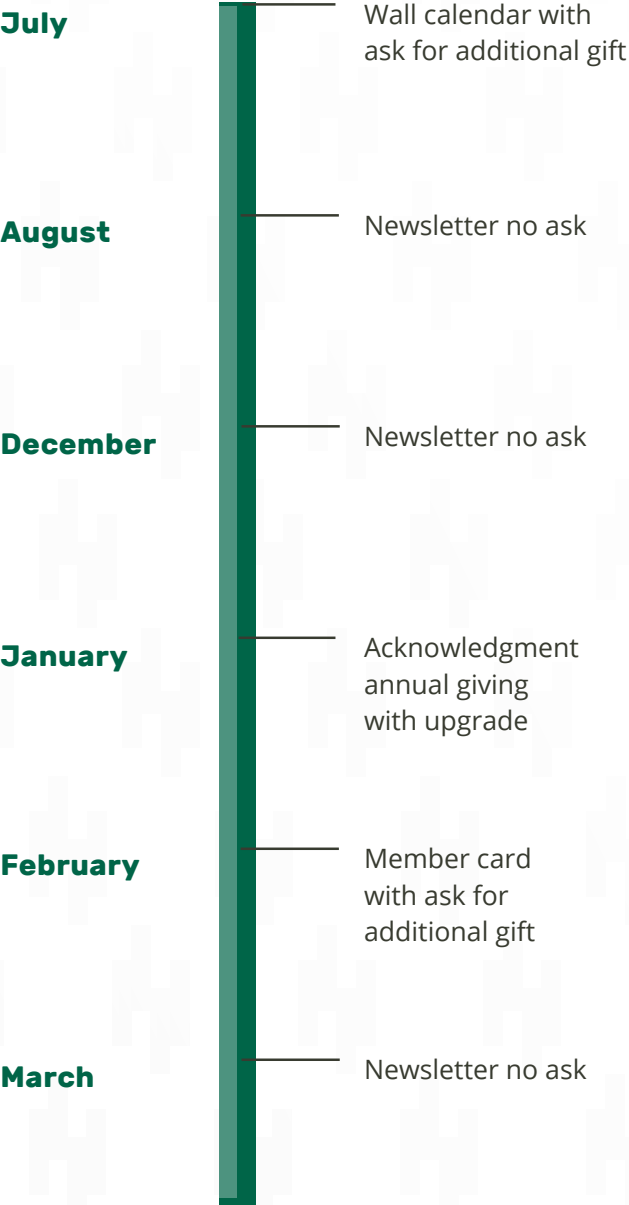 July
Wall calendar with
ask for additional gift
August
Newsletter no ask
December
Newsletter no ask
January
Acknowledgment
annual giving
with upgrade
February
Member card
with ask for
additional gift
March
Newsletter no ask